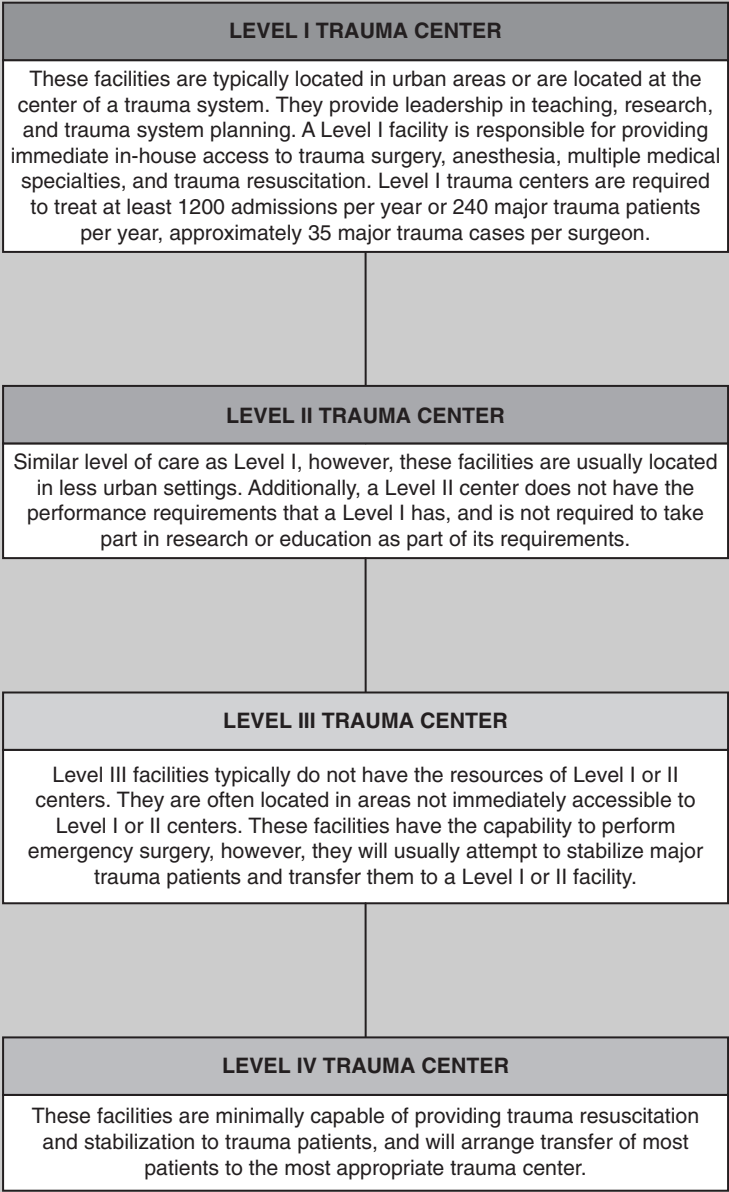 LEVEL I TRAUMA CENTER
These facilities are typically located in urban areas or are located at the
center of a trauma system. They provide leadership in teaching, research,
and trauma system planning. A Level I facility is responsible for providing
immediate in-house access to trauma surgery, anesthesia, multiple medical
specialties, and trauma resuscitation. Level I trauma centers are required
to treat at least 1200 admissions per year or 240 major trauma patients
per year, approximately 35 major trauma cases per surgeon.
LEVEL II TRAUMA CENTER
Similar level of care as Level I, however, these facilities are usually located
in less urban settings. Additionally, a Level II center does not have the
performance requirements that a Level I has, and is not required to take
part in research or education as part of its requirements.
LEVEL III TRAUMA CENTER
Level III facilities typically do not have the resources of Level I or II
centers. They are often located in areas not immediately accessible to
Level I or II centers. These facilities have the capability to perform
emergency surgery, however, they will usually attempt to stabilize major
trauma patients and transfer them to a Level I or II facility.
LEVEL IV TRAUMA CENTER
These facilities are minimally capable of providing trauma resuscitation
and stabilization to trauma patients, and will arrange transfer of most
patients to the most appropriate trauma center.